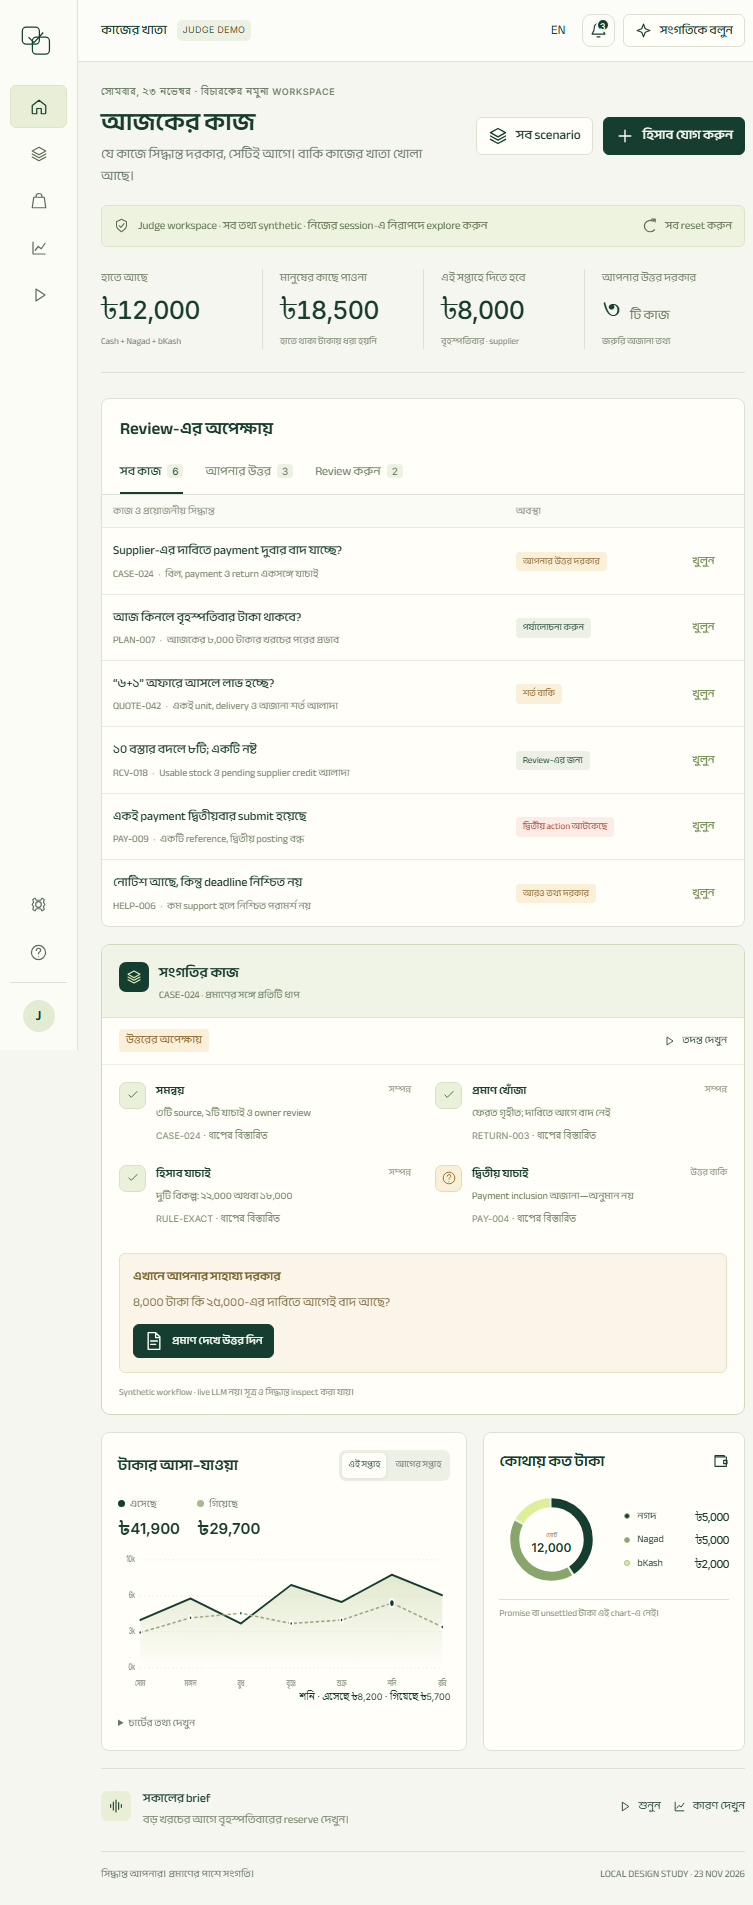 কাজের খাতা JUDGE DEMO EN 3 সংগতিকে বলুন
সোমবার, ২৩ নভেম্বর · বিচারকের নমুনা WORKSPACE
আজকের কাজ
সব scenario হিসাব যোগ করুন
যে কাজে সিদ্ধান্ত দরকার, সেটিই আগে। বাকি কাজের খাতা খোলা
আছে।
Judge workspace · সব তথ্য synthetic · নিজের session-এ নিরাপদে explore করুন সব reset করুন
হাতে আছে মানুষের কাছে পাওনা এই সপ্তাহে দিতে হবে আপনার উত্তর দরকার
৳12,000 ৳18,500 ৳8,000 ৩ টি কাজ
Cash + Nagad + bKash হাতে থাকা টাকায় ধরা হয়নি বৃহস্পতিবার · supplier জরুরি অজানা তথ্য
Review-এর অপেক্ষায়
সব কাজ 6 আপনার উত্তর 3 Review করুন 2
কাজ ও প্রয়োজনীয় সিদ্ধান্ত অবস্থা
Supplier-এর দাবিতে payment দুবার বাদ যাচ্ছে?
আপনার উত্তর দরকার খুলুন
CASE-024 · বিল, payment ও return একসঙ্গে যাচাই
আজ কিনলে বৃহস্পতিবার টাকা থাকবে?
পর্যালোচনা করুন খুলুন
PLAN-007 · আজকের ৮,০০০ টাকার খরচের পরের প্রভাব
“৬+১” অফারে আসলে লাভ হচ্ছে?
শর্ত বাকি খুলুন
QUOTE-042 · একই unit, delivery ও অজানা শর্ত আলাদা
১০ বস্তার বদলে ৮টি; একটি নষ্ট
Review-এর জন্য খুলুন
RCV-018 · Usable stock ও pending supplier credit আলাদা
একই payment দ্বিতীয়বার submit হয়েছে
দ্বিতীয় action আটকেছে খুলুন
PAY-009 · একটি reference, দ্বিতীয় posting বন্ধ
নোটিশ আছে, কিন্তু deadline নিশ্চিত নয়
আরও তথ্য দরকার খুলুন
HELP-006 · কম support হলে নিশ্চিত পরামর্শ নয়
সংগতির কাজ
CASE-024 · প্রমাণের সঙ্গে প্রতিটি ধাপ
J
উত্তরের অপেক্ষায় তদন্ত দেখুন
সমন্বয় সম্পন্ন প্রমাণ খোঁজা সম্পন্ন
৩টি source, ২টি যাচাই ও owner review ফেরত গৃহীত; দাবিতে আগে বাদ নেই
CASE-024 · ধাপের বিস্তারিত RETURN-003 · ধাপের বিস্তারিত
হিসাব যাচাই সম্পন্ন দ্বিতীয় যাচাই উত্তর বাকি
দুটি বিকল্প: ২২,০০০ অথবা ১৮,০০০ Payment inclusion অজানা—অনুমান নয়
RULE-EXACT · ধাপের বিস্তারিত PAY-004 · ধাপের বিস্তারিত
এখানে আপনার সাহায্য দরকার
৪,০০০ টাকা কি ২৫,০০০-এর দাবিতে আগেই বাদ আছে?
প্রমাণ দেখে উত্তর দিন
Synthetic workflow · live LLM নয়। সূত্র ও সিদ্ধান্ত inspect করা যায়।
টাকার আসা-যাওয়া এই সপ্তাহ আগের সপ্তাহ
এসেছে গিয়েছে
৳41,900 ৳29,700
10k
6k
3k
0k
সোম মঙ্গল বুধ বৃহঃ শুক্র শনি রবি
শনি · এসেছে ৳8,200 · গিয়েছে ৳5,700
চার্টের তথ্য দেখুন
কোথায় কত টাকা
মোট
12,000
নগদ ৳5,000
Nagad ৳5,000
bKash ৳2,000
Promise বা unsettled টাকা এই chart-এ নেই।
সকালের brief
শুনুন কারণ দেখুন
বড় খরচের আগে বৃহস্পতিবারের reserve দেখুন।
সিদ্ধান্ত আপনার। প্রমাণের পাশে সংগতি। LOCAL DESIGN STUDY · 23 NOV 2026